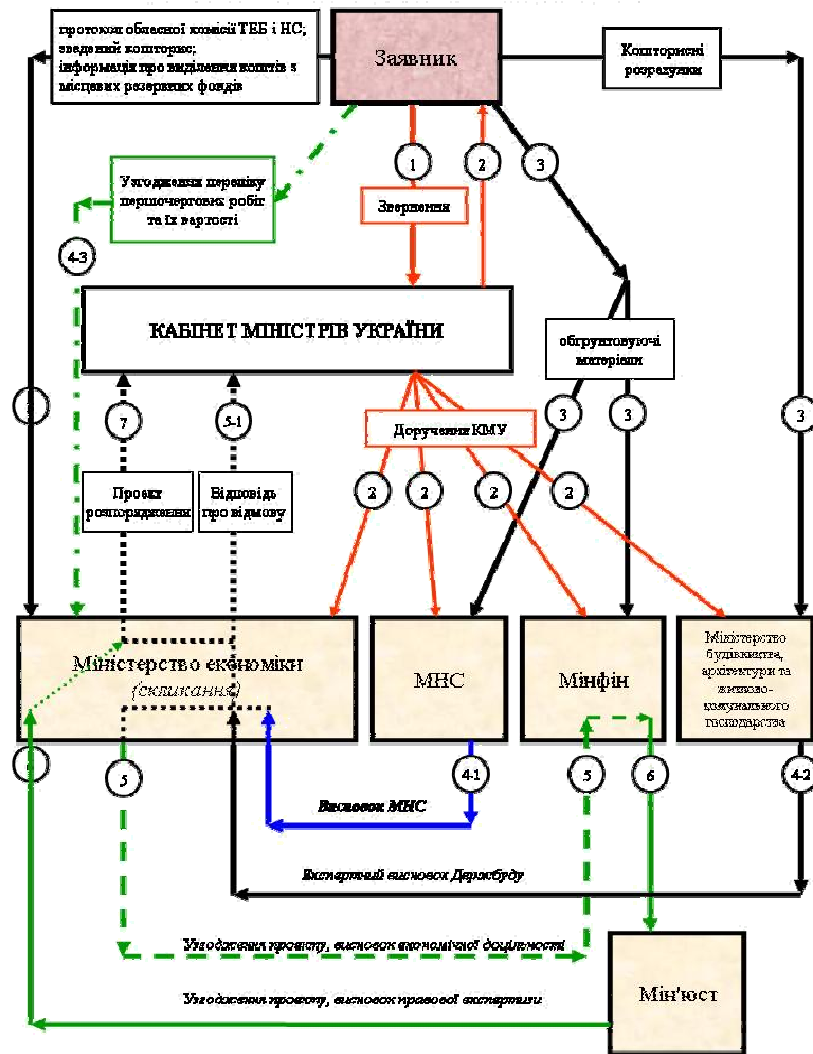 протокол обласної комісії ТЕБ і НС;
зведений кошторис;
інформація про виділення коштів з
місцевих резервних фондів
Заявник
Кошторисні
розрахунки
1
2
3
Узгодження переліку
першочергових робіт
та їх вартості
Звернення
4-3
КАБІНЕТ МІНІСТРІВ УКРАЇНИ
обґрунтовуючі
матеріали
7
5-1
Доручення КМУ
3
3
3
Проект
розпорядження
Відповідь
про відмову
2
2
2
2
Міністерство економіки
(скликання)
МНС
Мінфін
Міністерство
будівництва,
архітектури та
житлово-
комунального
господарства
5
4-1
5
6
4-2
Висновок МНС
Експертний висновок Держбуду
Узгодження проекту, висновок економічної доцільності
Узгодження проекту, висновок правової експертизи
Мін'юст